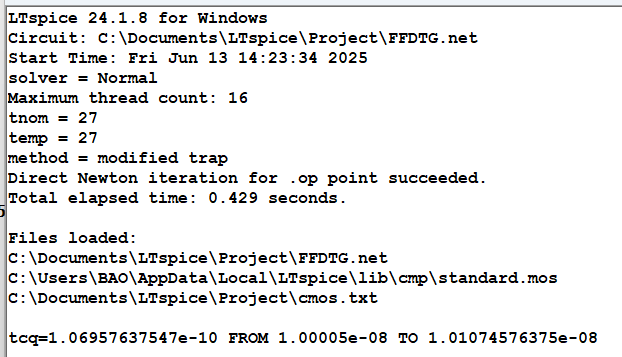 LTspice 24.1.8 for Windows
Circuit: C:\Documents\LTspice\Project\FFDTG.net
Start Time: Fri Jun 13 14:23:34 2025
solver = Normal
Maximum thread count: 16
tnom = 27
temp = 27
method = modified trap
Direct Newton iteration for .op point succeeded.
Total elapsed time: 0.429 seconds.

Files loaded:
C:\Documents\LTspice\Project\FFDTG.net
C:\Users\BAO\AppData\Local\LTspice\lib\cmp\standard.mos
C:\Documents\LTspice\Project\cmos.txt

tcq=1.06957637547e-10 FROM 1.00005e-08 TO 1.01074576375e-08